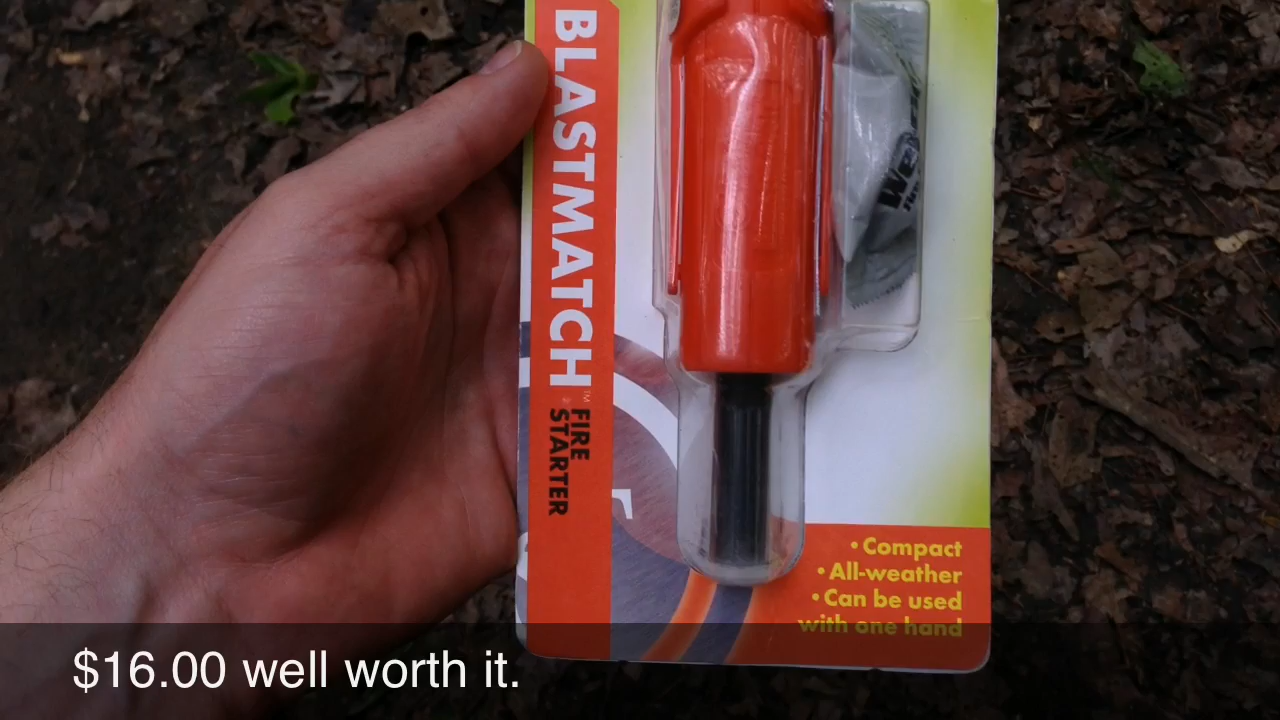 BLASTMATCH™
FIRE
STARTER
• Compact
• All-weather
• Can be used
with one hand
$16.00 well worth it.